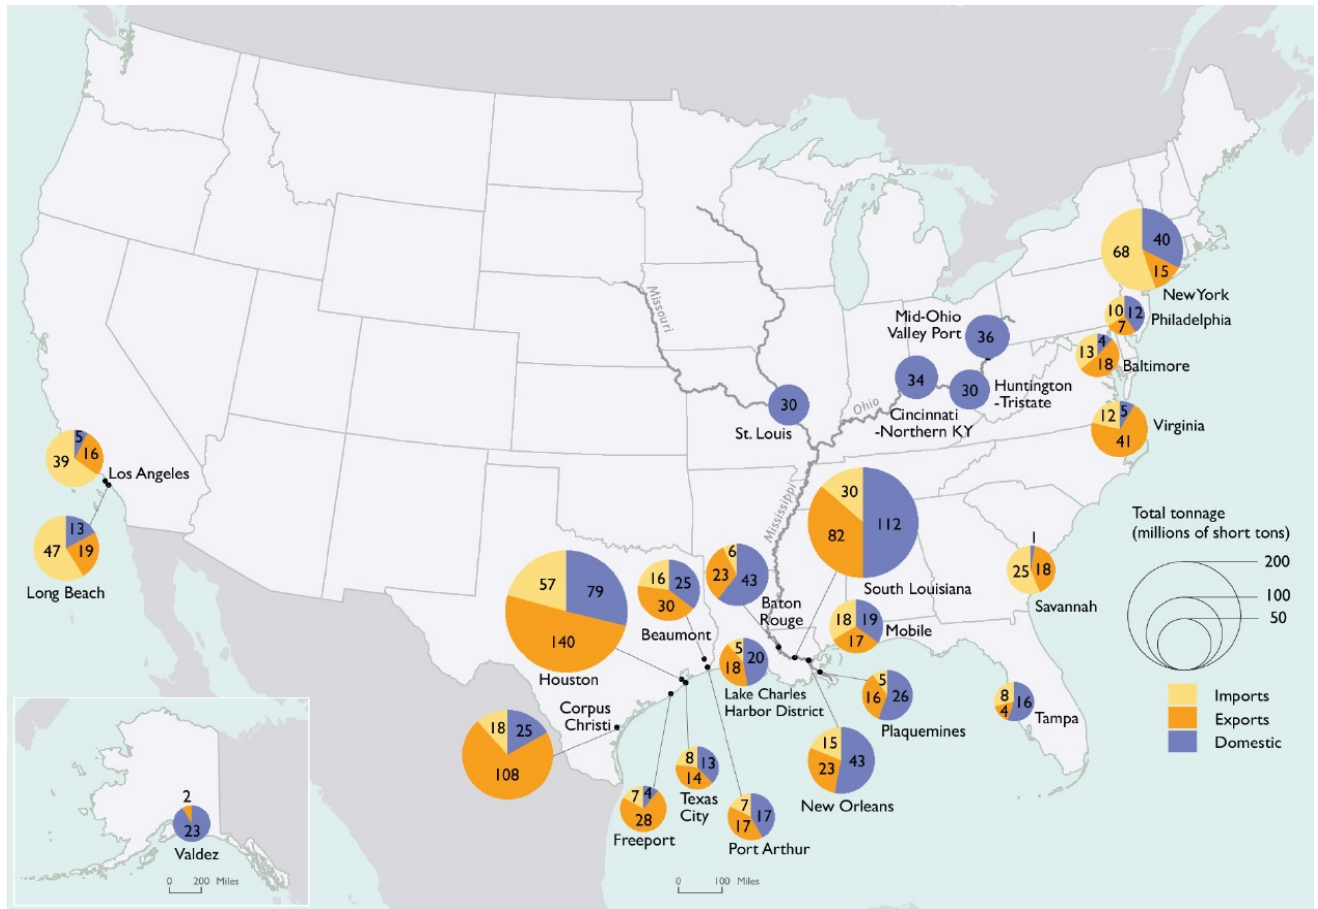 Missouri
Mississippi
Ohio
30
St. Louis
Mid-Ohio
Valley Port
36
34
Cincinnati
-Northern KY
30
Huntington
-Tristate
68
40
15
New York
10
12
7
Philadelphia
13
4
18
Baltimore
12
5
41
Virginia
5
16
39
Los Angeles
13
47
19
Long Beach
57
79
140
Houston
16
25
30
Beaumont
6
23
43
Baton
Rouge
30
112
82
South Louisiana
18
19
17
Mobile
1
25
18
Savannah
5
20
18
Lake Charles
Harbor District
5
16
26
Plaquemines
8
16
4
Tampa
18
25
108
Corpus
Christi
8
13
14
Texas
City
7
4
28
Freeport
7
17
17
Port Arthur
15
43
23
New Orleans
2
23
Valdez
0 200 Miles
0 100 Miles
Total tonnage
(millions of short tons)
200
100
50
Imports
Exports
Domestic